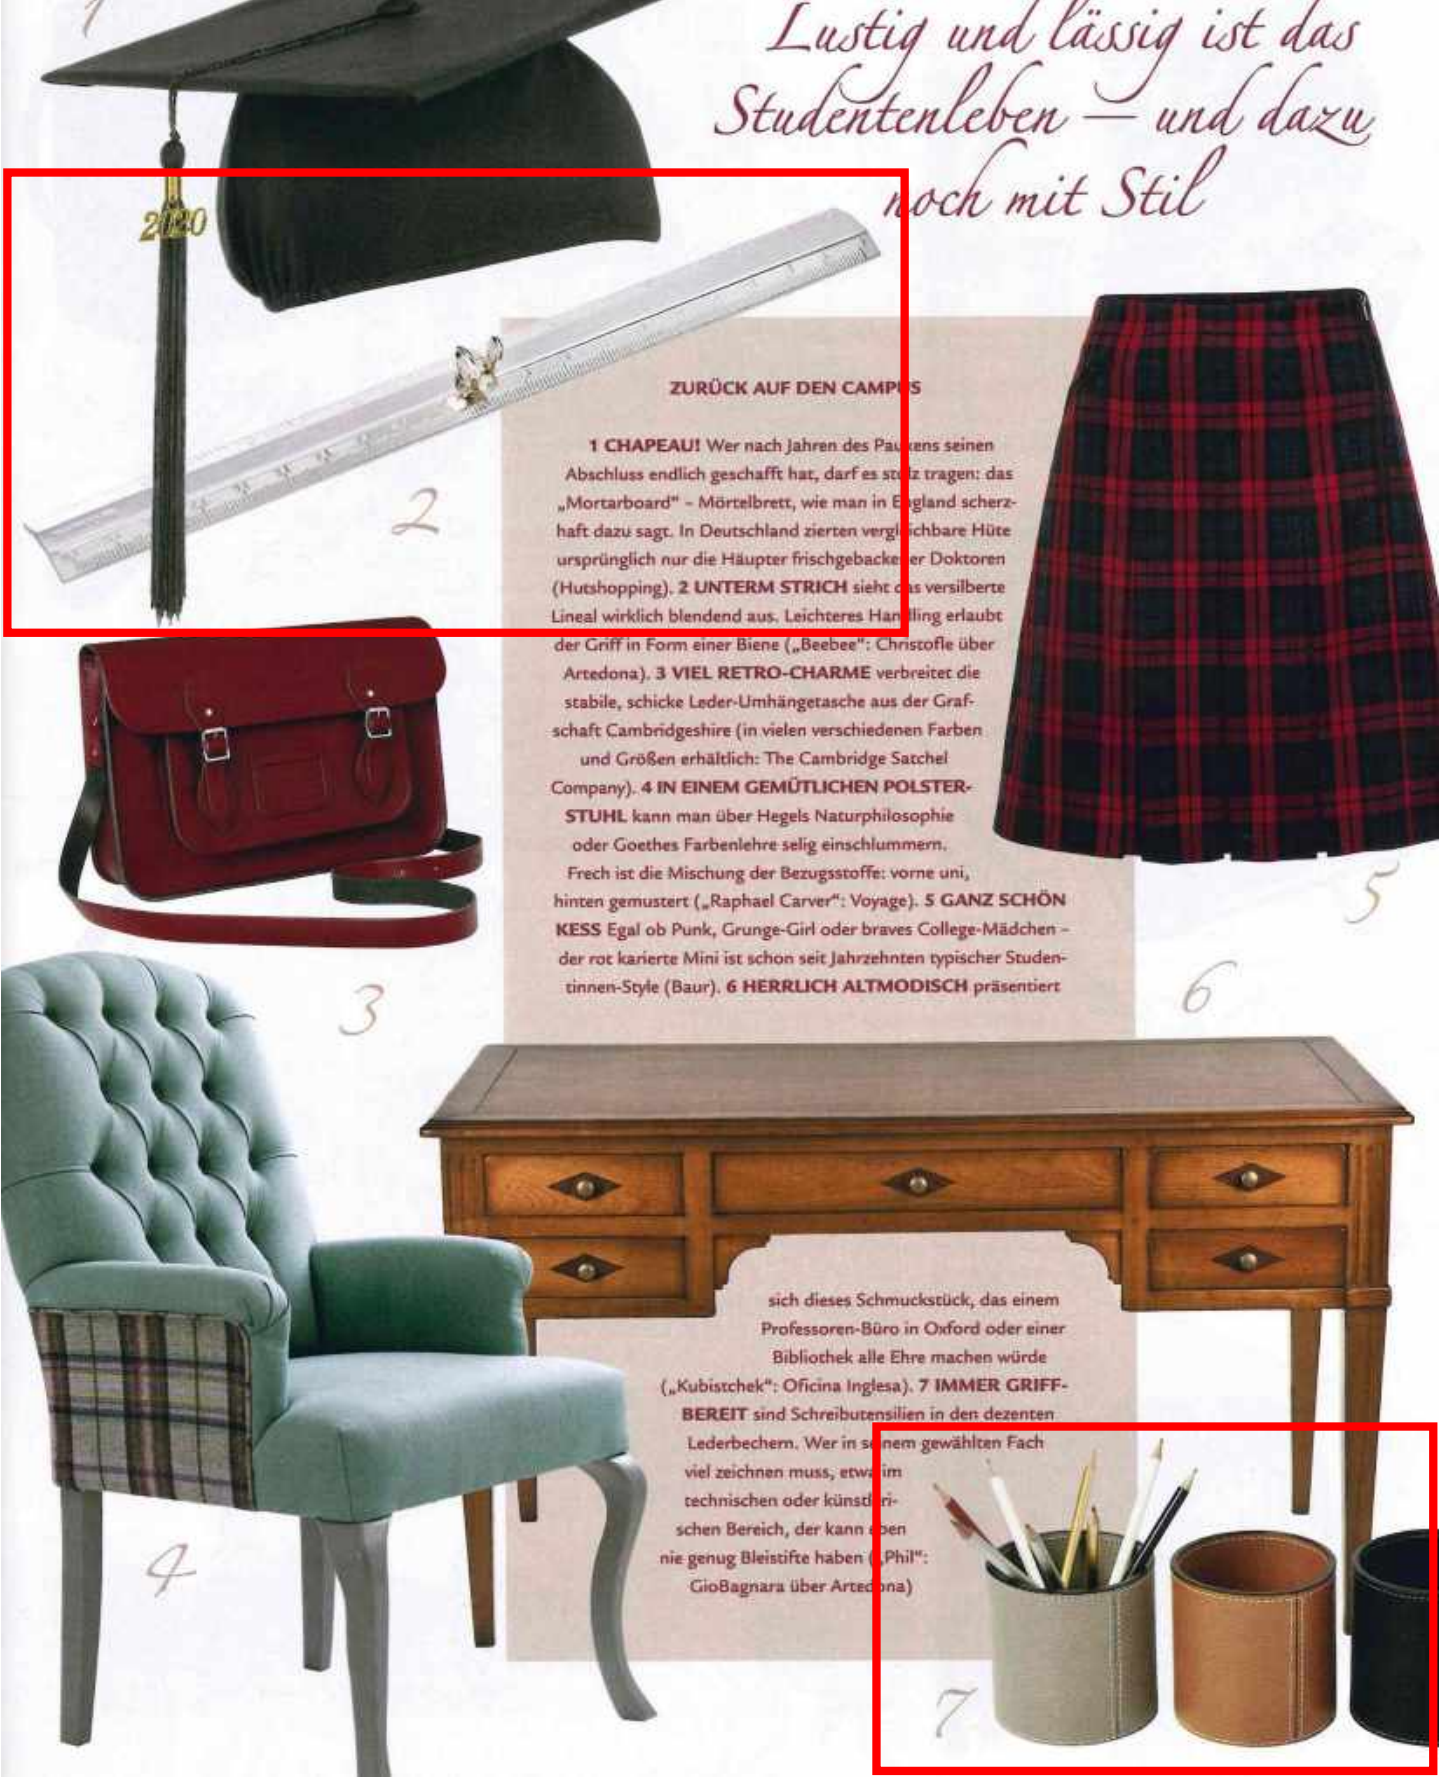 1
Lustig und lässig ist das
Studentenleben – und dazu
noch mit Stil
2020
2
ZURÜCK AUF DEN CAMPUS
1 CHAPEAU! Wer nach Jahren des Paukens seinen
Abschluss endlich geschafft hat, darf es stolz tragen: das
„Mortarboard“ – Mörtelbrett, wie man in England scherz-
haft dazu sagt. In Deutschland zierten vergleichbare Hüte
ursprünglich nur die Häupter frischgebackener Doktoren
(Hutshopping). 2 UNTERM STRICH sieht das versilberte
Lineal wirklich blendend aus. Leichteres Handling erlaubt
der Griff in Form einer Biene („Beebee“: Christofle über
Artedona). 3 VIEL RETRO-CHARME verbreitet die
stabile, schicke Leder-Umhängetasche aus der Graf-
schaft Cambridgeshire (in vielen verschiedenen Farben
und Größen erhältlich: The Cambridge Satchel
Company). 4 IN EINEM GEMÜTLICHEN POLSTER-
STUHL kann man über Hegels Naturphilosophie
oder Goethes Farbenlehre selig einschlummern.
Frech ist die Mischung der Bezugsstoffe: vorne uni,
hinten gemustert („Raphael Carver“: Voyage). 5 GANZ SCHÖN
KESS Egal ob Punk, Grunge-Girl oder braves College-Mädchen –
der rot karierte Mini ist schon seit Jahrzehnten typischer Studen-
tinnen-Style (Baur). 6 HERRLICH ALTMODISCH präsentiert
5
3
6
sich dieses Schmuckstück, das einem
Professoren-Büro in Oxford oder einer
Bibliothek alle Ehre machen würde
(„Kubistchek“: Oficina Inglesa). 7 IMMER GRIFF-
BEREIT sind Schreibutensilien in den dezenten
Lederbechern. Wer in seinem gewählten Fach
viel zeichnen muss, etwa im
technischen oder künstleri-
schen Bereich, der kann eben
nie genug Bleistifte haben („Phil“:
GioBagnara über Artedona)
4
7